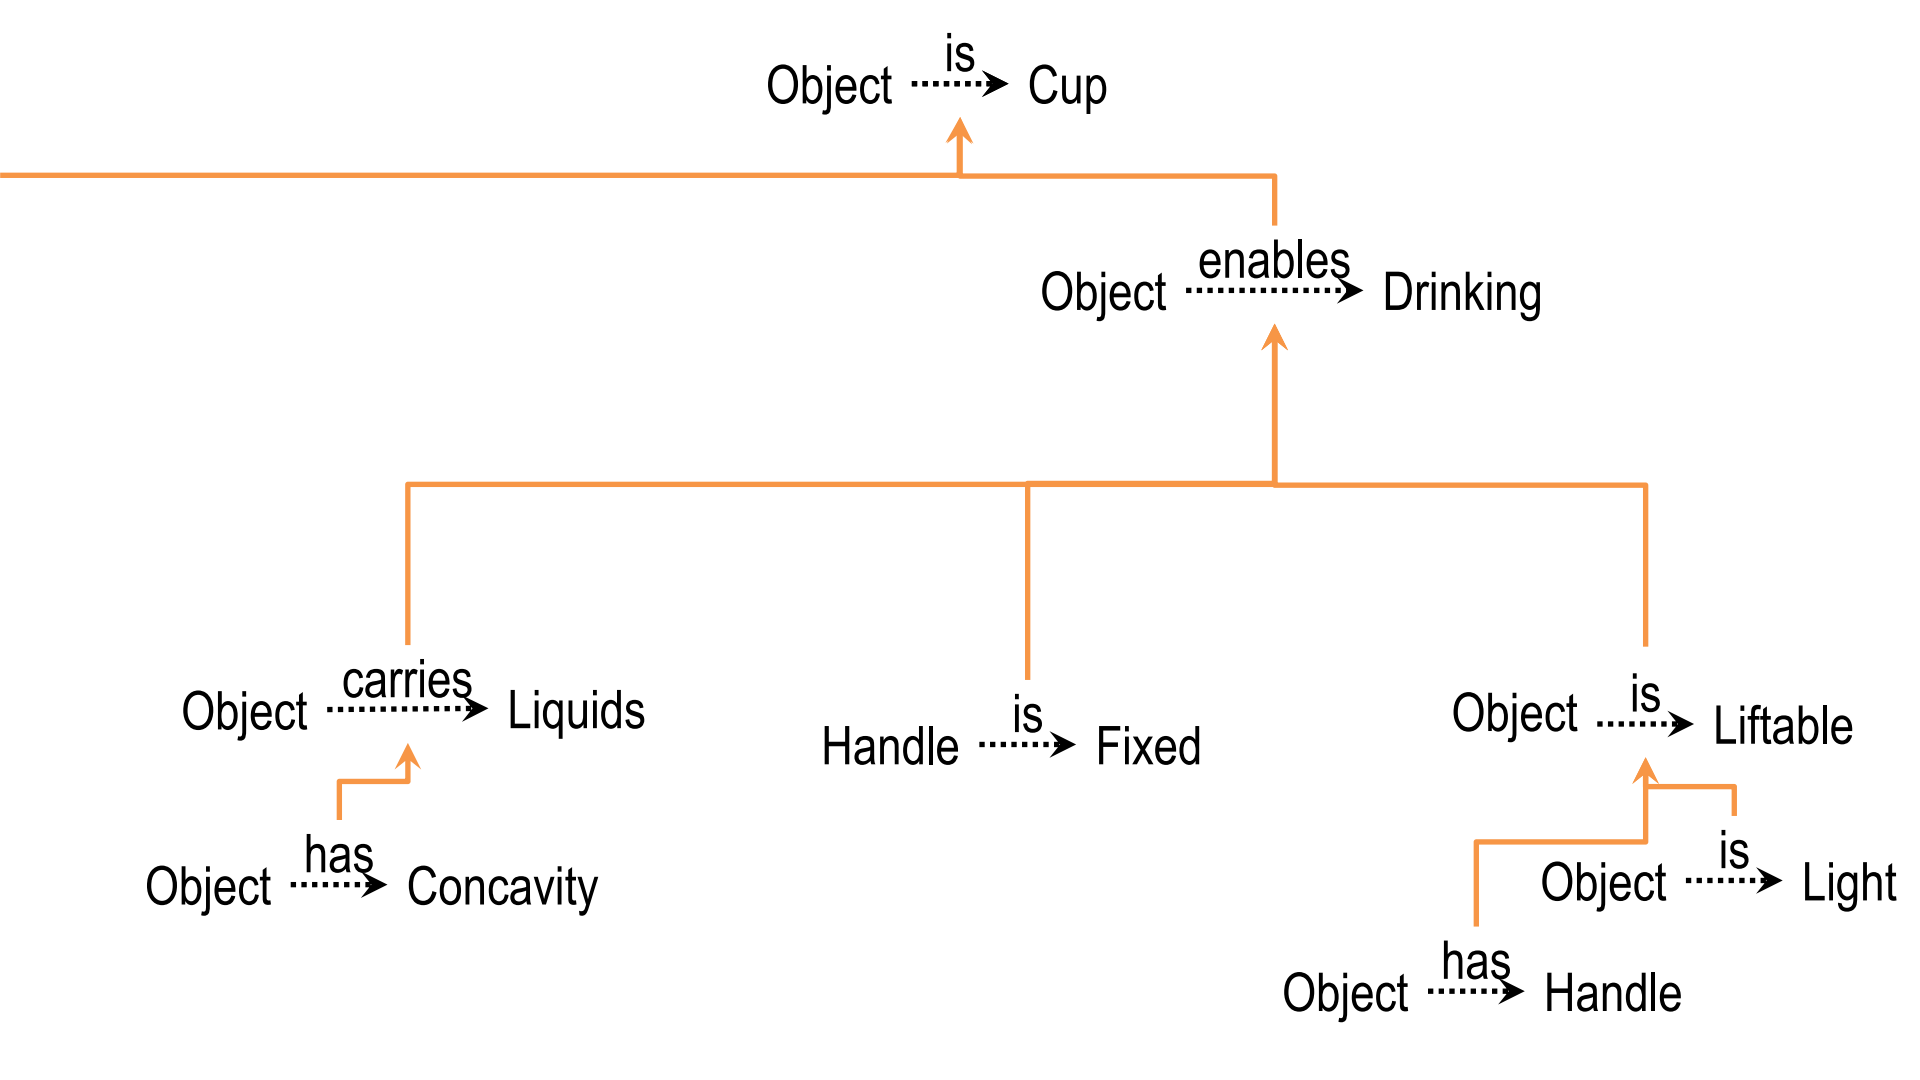 Object is Cup
Object enables Drinking
Object carries Liquids
Handle is Fixed
Object is Liftable
Object has Concavity
Object is Light
Object has Handle